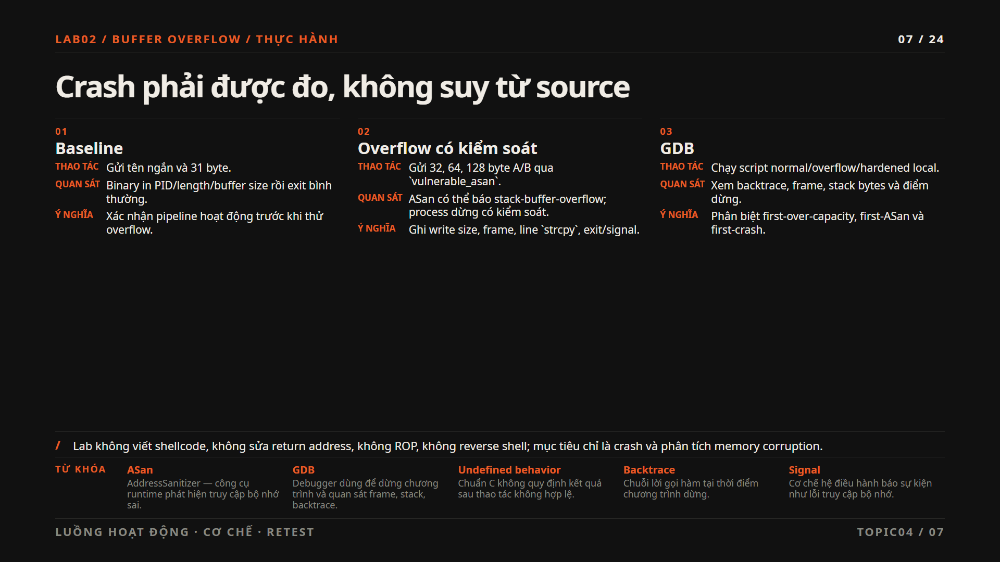 LAB02 / BUFFER OVERFLOW / THỰC HÀNH
07 / 24
Crash phải được đo, không suy từ source
01
Baseline
THAO TÁC Gửi tên ngắn và 31 byte.
QUAN SÁT Binary in PID/length/buffer size rồi exit bình
thường.
Ý NGHĨA Xác nhận pipeline hoạt động trước khi thử
overflow.
02
Overflow có kiểm soát
THAO TÁC Gửi 32, 64, 128 byte A/B qua
`vulnerable_asan`.
QUAN SÁT ASan có thể báo stack-buffer-overflow;
process dừng có kiểm soát.
Ý NGHĨA Ghi write size, frame, line `strcpy`, exit/signal.
03
GDB
THAO TÁC Chạy script normal/overflow/hardened local.
QUAN SÁT Xem backtrace, frame, stack bytes và điểm
dừng.
Ý NGHĨA Phân biệt first-over-capacity, first-ASan và
first-crash.
/ Lab không viết shellcode, không sửa return address, không ROP, không reverse shell; mục tiêu chỉ là crash và phân tích memory corruption.
TỪ KHÓA
ASan
AddressSanitizer — công cụ
runtime phát hiện truy cập bộ nhớ
sai.
GDB
Debugger dùng để dừng chương
trình và quan sát frame, stack,
backtrace.
Undefined behavior
Chuẩn C không quy định kết quả
sau thao tác không hợp lệ.
Backtrace
Chuỗi lời gọi hàm tại thời điểm
chương trình dừng.
Signal
Cơ chế hệ điều hành báo sự kiện
như lỗi truy cập bộ nhớ.
LUỒNG HOẠT ĐỘNG · CƠ CHẾ · RETEST
TOPIC04 / 07